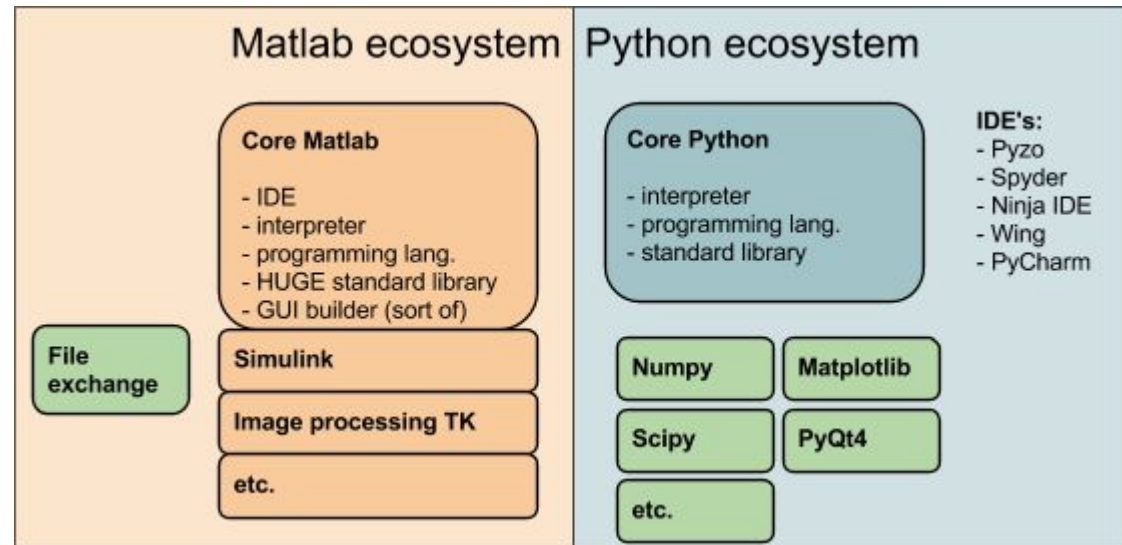 Matlab ecosystem
Core Matlab
- IDE
- interpreter
- programming lang.
- HUGE standard library
- GUI builder (sort of)
File
exchange
Simulink
Image processing TK
etc.
Python ecosystem
Core Python
- interpreter
- programming lang.
- standard library
IDE's:
- Pyzo
- Spyder
- Ninja IDE
- Wing
- PyCharm
Numpy
Matplotlib
Scipy
PyQt4
etc.